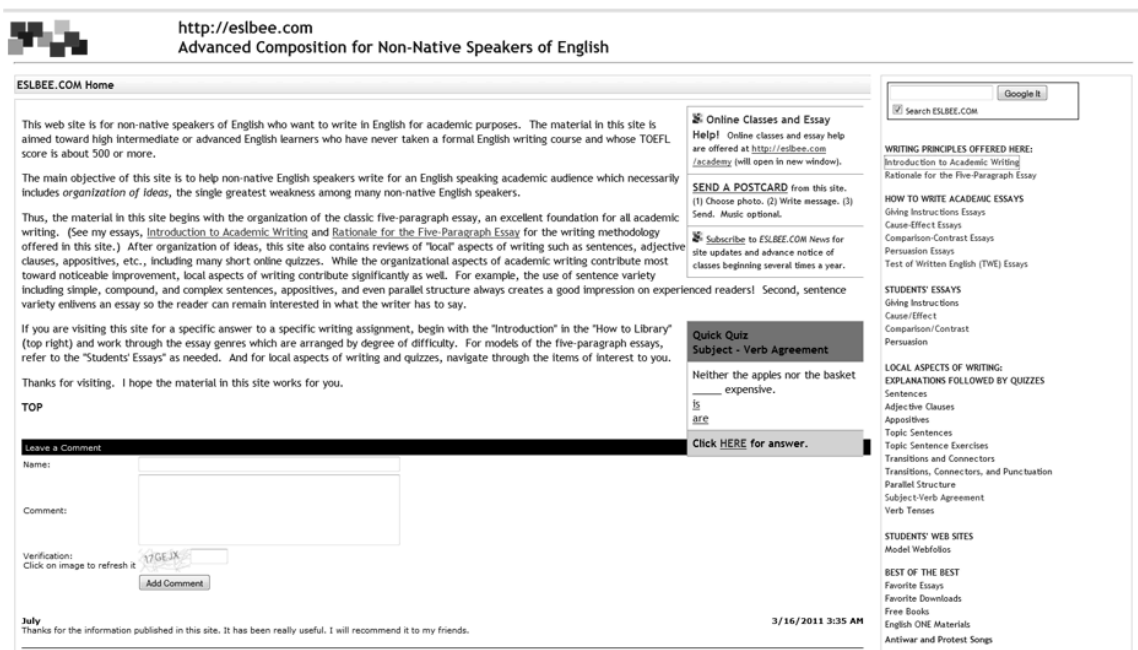 http://eslbee.com
Advanced Composition for Non-Native Speakers of English
ESLBEE.COM Home
This web site is for non-native speakers of English who want to write in English for academic purposes. The material in this site is
aimed toward high intermediate or advanced English learners who have never taken a formal English writing course and whose TOEFL
score is about 500 or more.
The main objective of this site is to help non-native English speakers write for an English speaking academic audience which necessarily
includes organization of ideas, the single greatest weakness among many non-native English speakers.
Thus, the material in this site begins with the organization of the classic five-paragraph essay, an excellent foundation for all academic
writing. (See my essays, Introduction to Academic Writing and Rationale for the Five-Paragraph Essay for the writing methodology
offered in this site.) After organization of ideas, this site also contains reviews of "local" aspects of writing such as sentences, adjective
clauses, appositives, etc., including many short online quizzes. While the organizational aspects of academic writing contribute most
toward noticeable improvement, local aspects of writing contribute significantly as well. For example, the use of sentence variety
including simple, compound, and complex sentences, appositives, and even parallel structure always creates a good impression on experienced readers! Second, sentence
variety enlivens an essay so the reader can remain interested in what the writer has to say.
If you are visiting this site for a specific answer to a specific writing assignment, begin with the "Introduction" in the "How to Library"
(top right) and work through the essay genres which are arranged by degree of difficulty. For models of the five-paragraph essays,
refer to the "Students' Essays" as needed. And for local aspects of writing and quizzes, navigate through the items of interest to you.
Thanks for visiting. I hope the material in this site works for you.
TOP
Online Classes and Essay
Help! Online classes and essay help
are offered at http://eslbee.com
/academy (will open in new window).
SEND A POSTCARD from this site.
(1) Choose photo. (2) Write message. (3)
Send. Music optional.
Subscribe to ESLBEE.COM News for
site updates and advance notice of
classes beginning several times a year.
Quick Quiz
Subject - Verb Agreement
Neither the apples nor the basket
_____ expensive.
is
are
Click HERE for answer.
Leave a Comment
Name:
Comment:
Verification:
Click on image to refresh it
17GEJX
Add Comment
July 3/16/2011 3:35 AM
Thanks for the information published in this site. It has been really useful. I will recommend it to my friends.
Google It
Search ESLBEE.COM
WRITING PRINCIPLES OFFERED HERE:
Introduction to Academic Writing
Rationale for the Five-Paragraph Essay
HOW TO WRITE ACADEMIC ESSAYS
Giving Instructions Essays
Cause-Effect Essays
Comparison-Contrast Essays
Persuasion Essays
Test of Written English (TWE) Essays
STUDENTS' ESSAYS
Giving Instructions
Cause/Effect
Comparison/Contrast
Persuasion
LOCAL ASPECTS OF WRITING:
EXPLANATIONS FOLLOWED BY QUIZZES
Sentences
Adjective Clauses
Appositives
Topic Sentences
Topic Sentence Exercises
Transitions and Connectors
Transitions, Connectors, and Punctuation
Parallel Structure
Subject-Verb Agreement
Verb Tenses
STUDENTS' WEB SITES
Model Webfolios
BEST OF THE BEST
Favorite Essays
Favorite Downloads
Free Books
English ONE Materials
Antiwar and Protest Songs